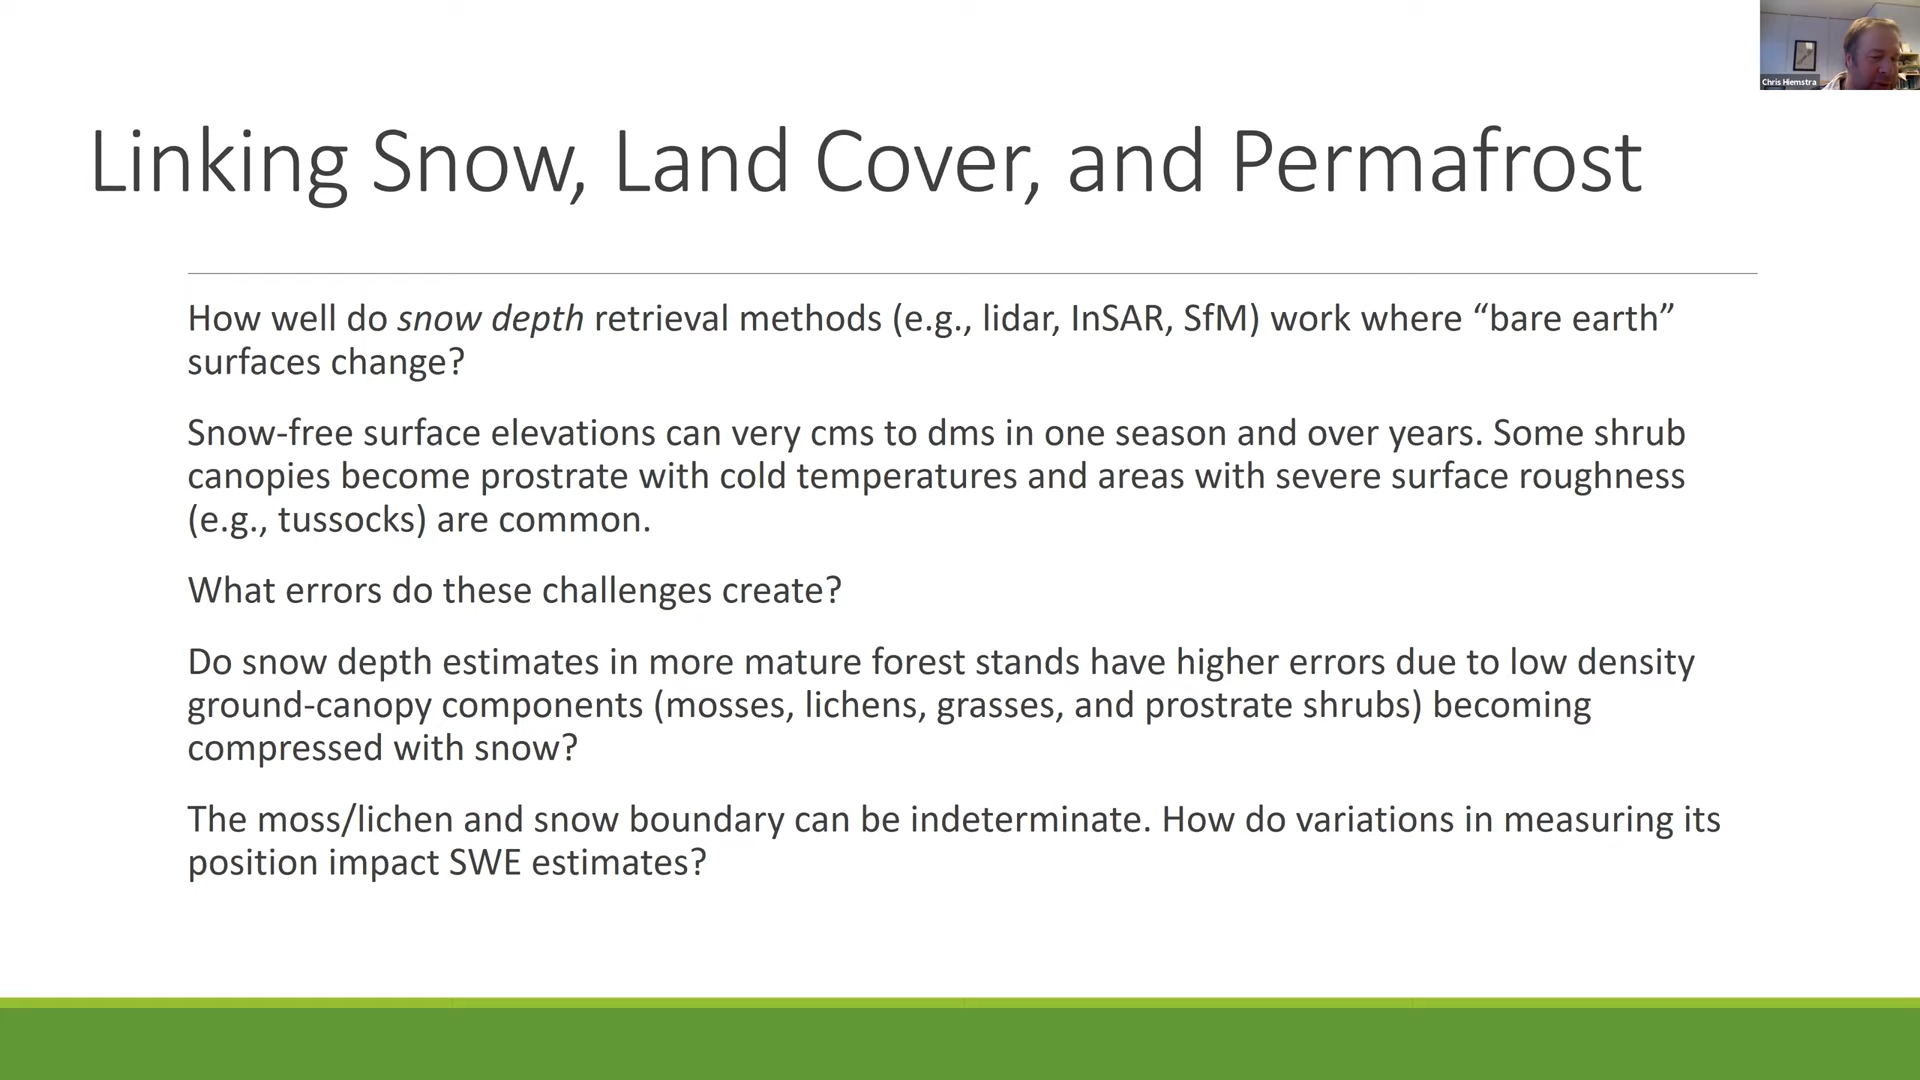 Chris Hiemstra
Linking Snow, Land Cover, and Permafrost
How well do snow depth retrieval methods (e.g., lidar, InSAR, SfM) work where “bare earth”
surfaces change?
Snow-free surface elevations can very cms to dms in one season and over years. Some shrub
canopies become prostrate with cold temperatures and areas with severe surface roughness
(e.g., tussocks) are common.
What errors do these challenges create?
Do snow depth estimates in more mature forest stands have higher errors due to low density
ground-canopy components (mosses, lichens, grasses, and prostrate shrubs) becoming
compressed with snow?
The moss/lichen and snow boundary can be indeterminate. How do variations in measuring its
position impact SWE estimates?